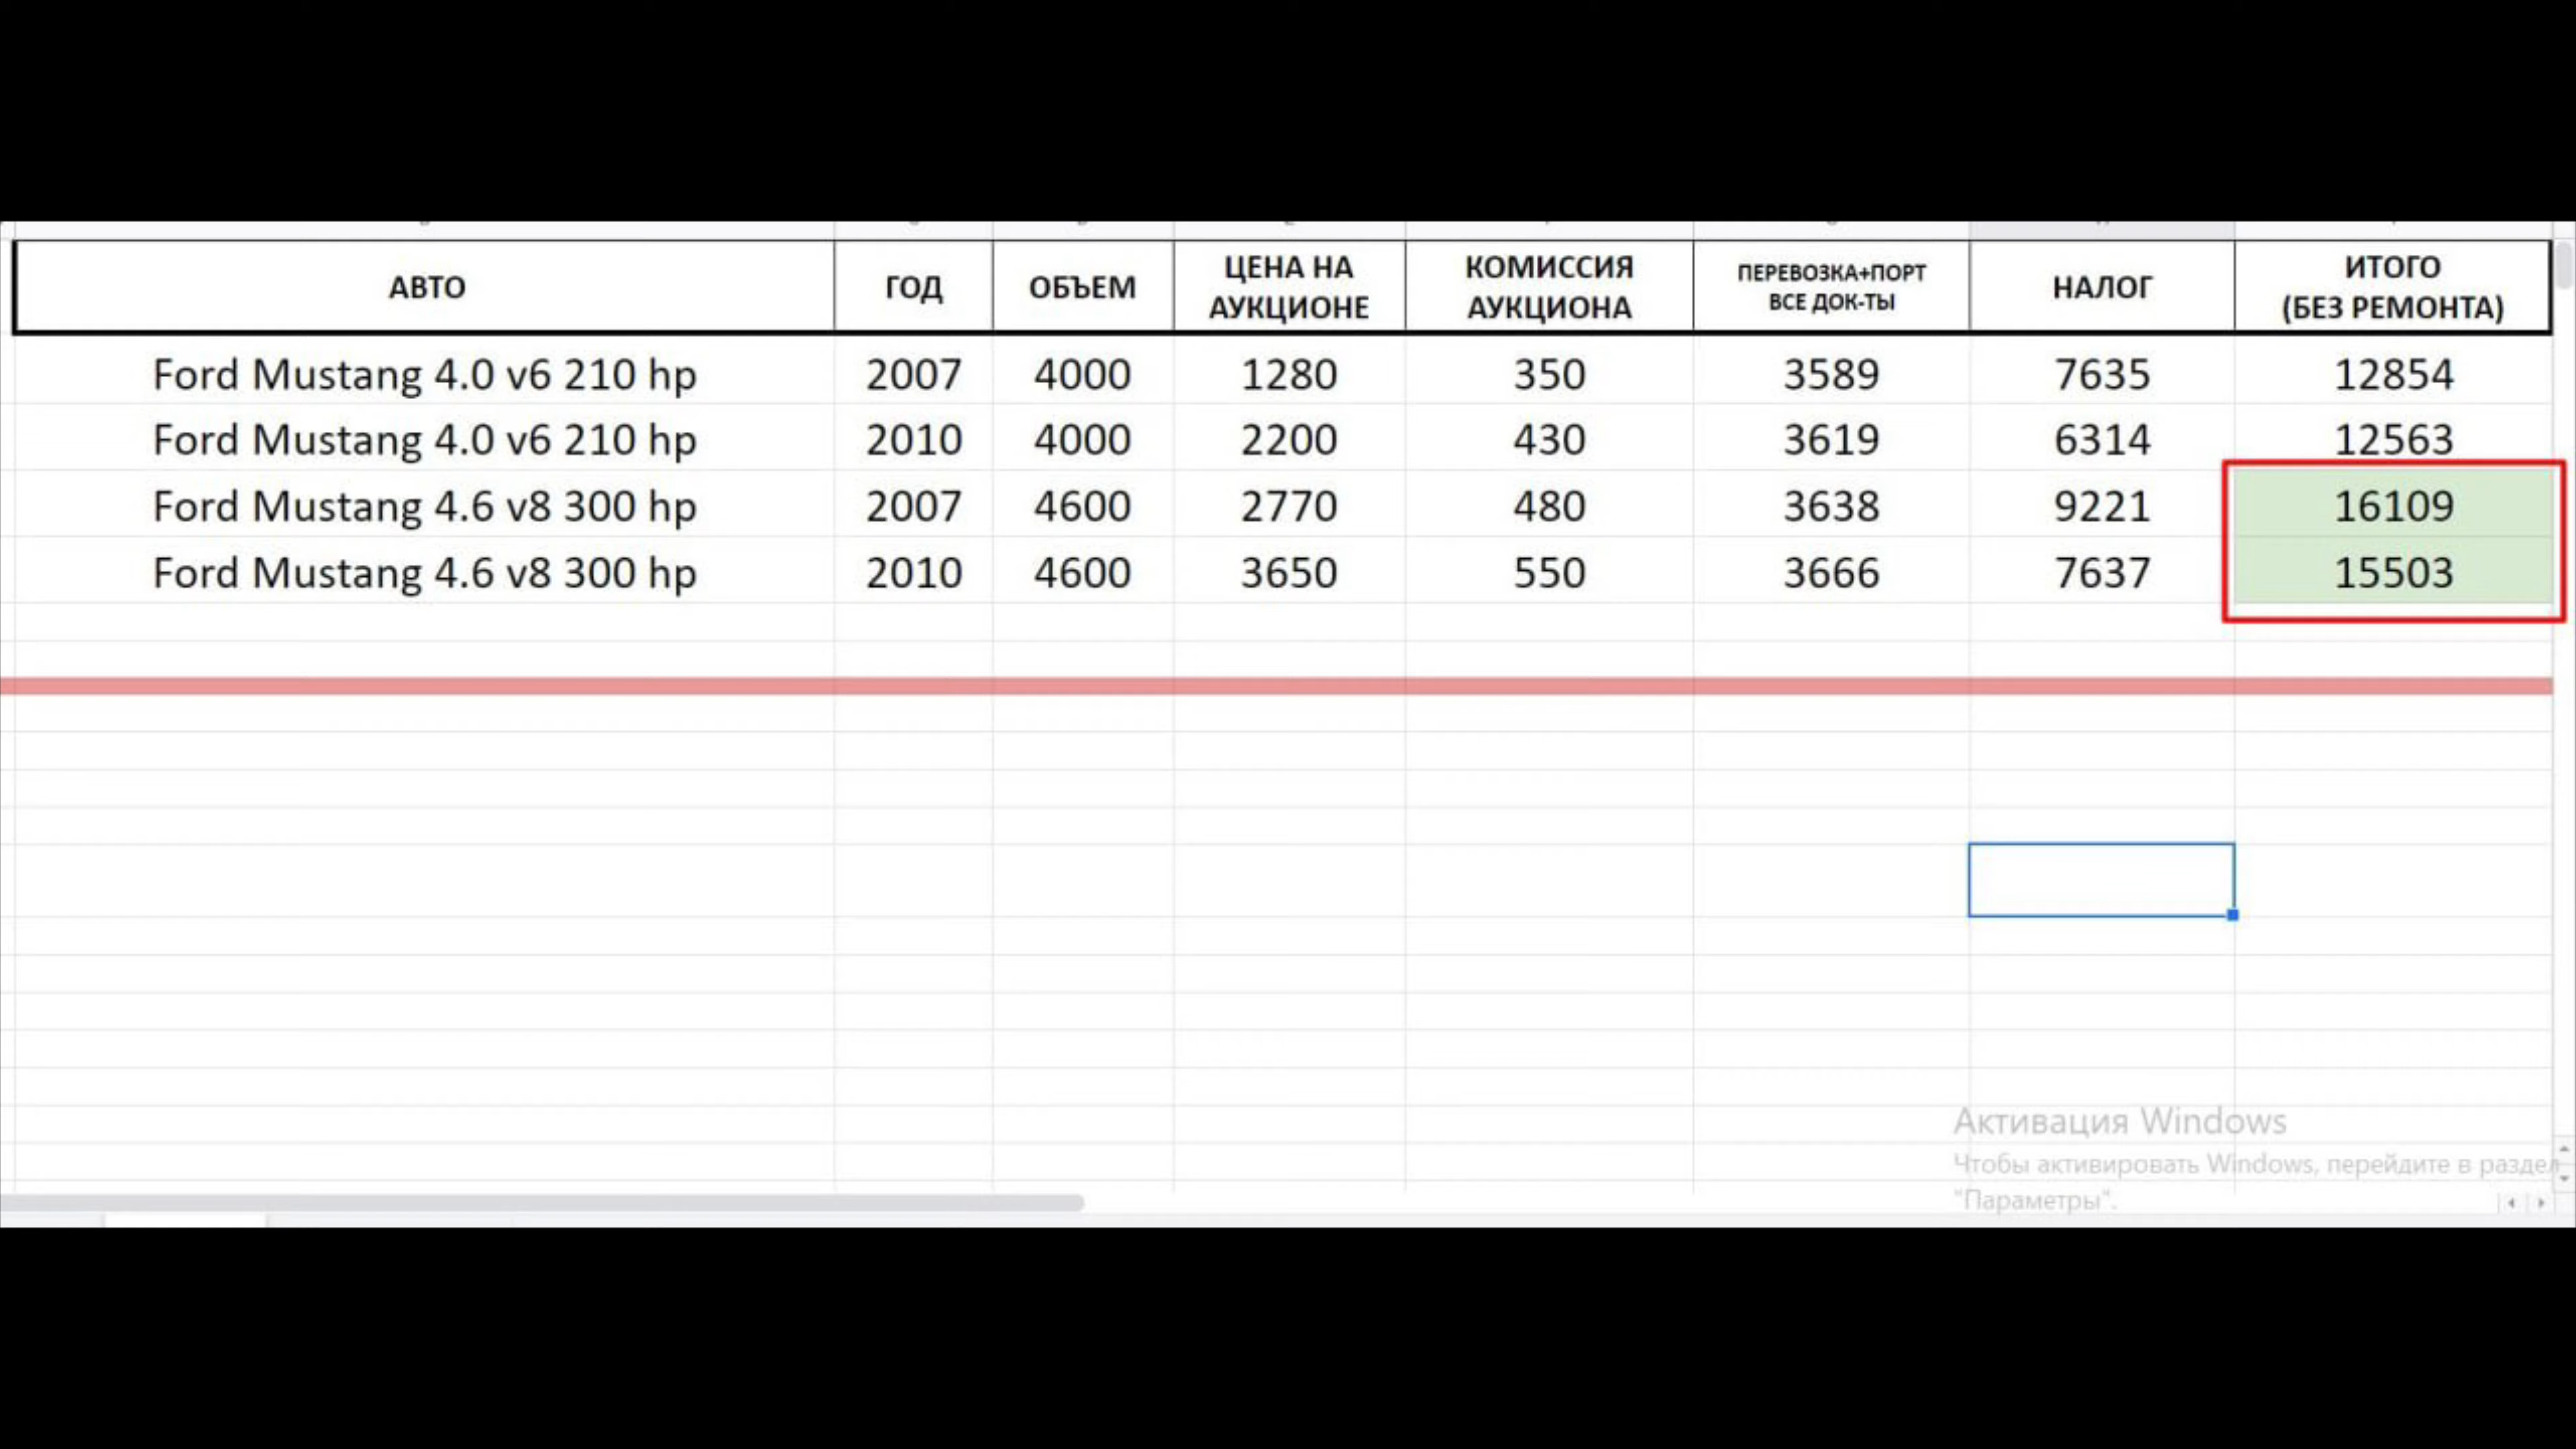 АВТО ГОД ОБЪЕМ ЦЕНА НА АУКЦИОНЕ КОМИССИЯ АУКЦИОНА ПЕРЕВОЗКА+ПОРТ ВСЕ ДОК-ТЫ НАЛОГ ИТОГО (БЕЗ РЕМОНТА)
Ford Mustang 4.0 v6 210 hp 2007 4000 1280 350 3589 7635 12854
Ford Mustang 4.0 v6 210 hp 2010 4000 2200 430 3619 6314 12563
Ford Mustang 4.6 v8 300 hp 2007 4600 2770 480 3638 9221 16109
Ford Mustang 4.6 v8 300 hp 2010 4600 3650 550 3666 7637 15503
Активация Windows
Чтобы активировать Windows, перейдите в раздел
"Параметры".